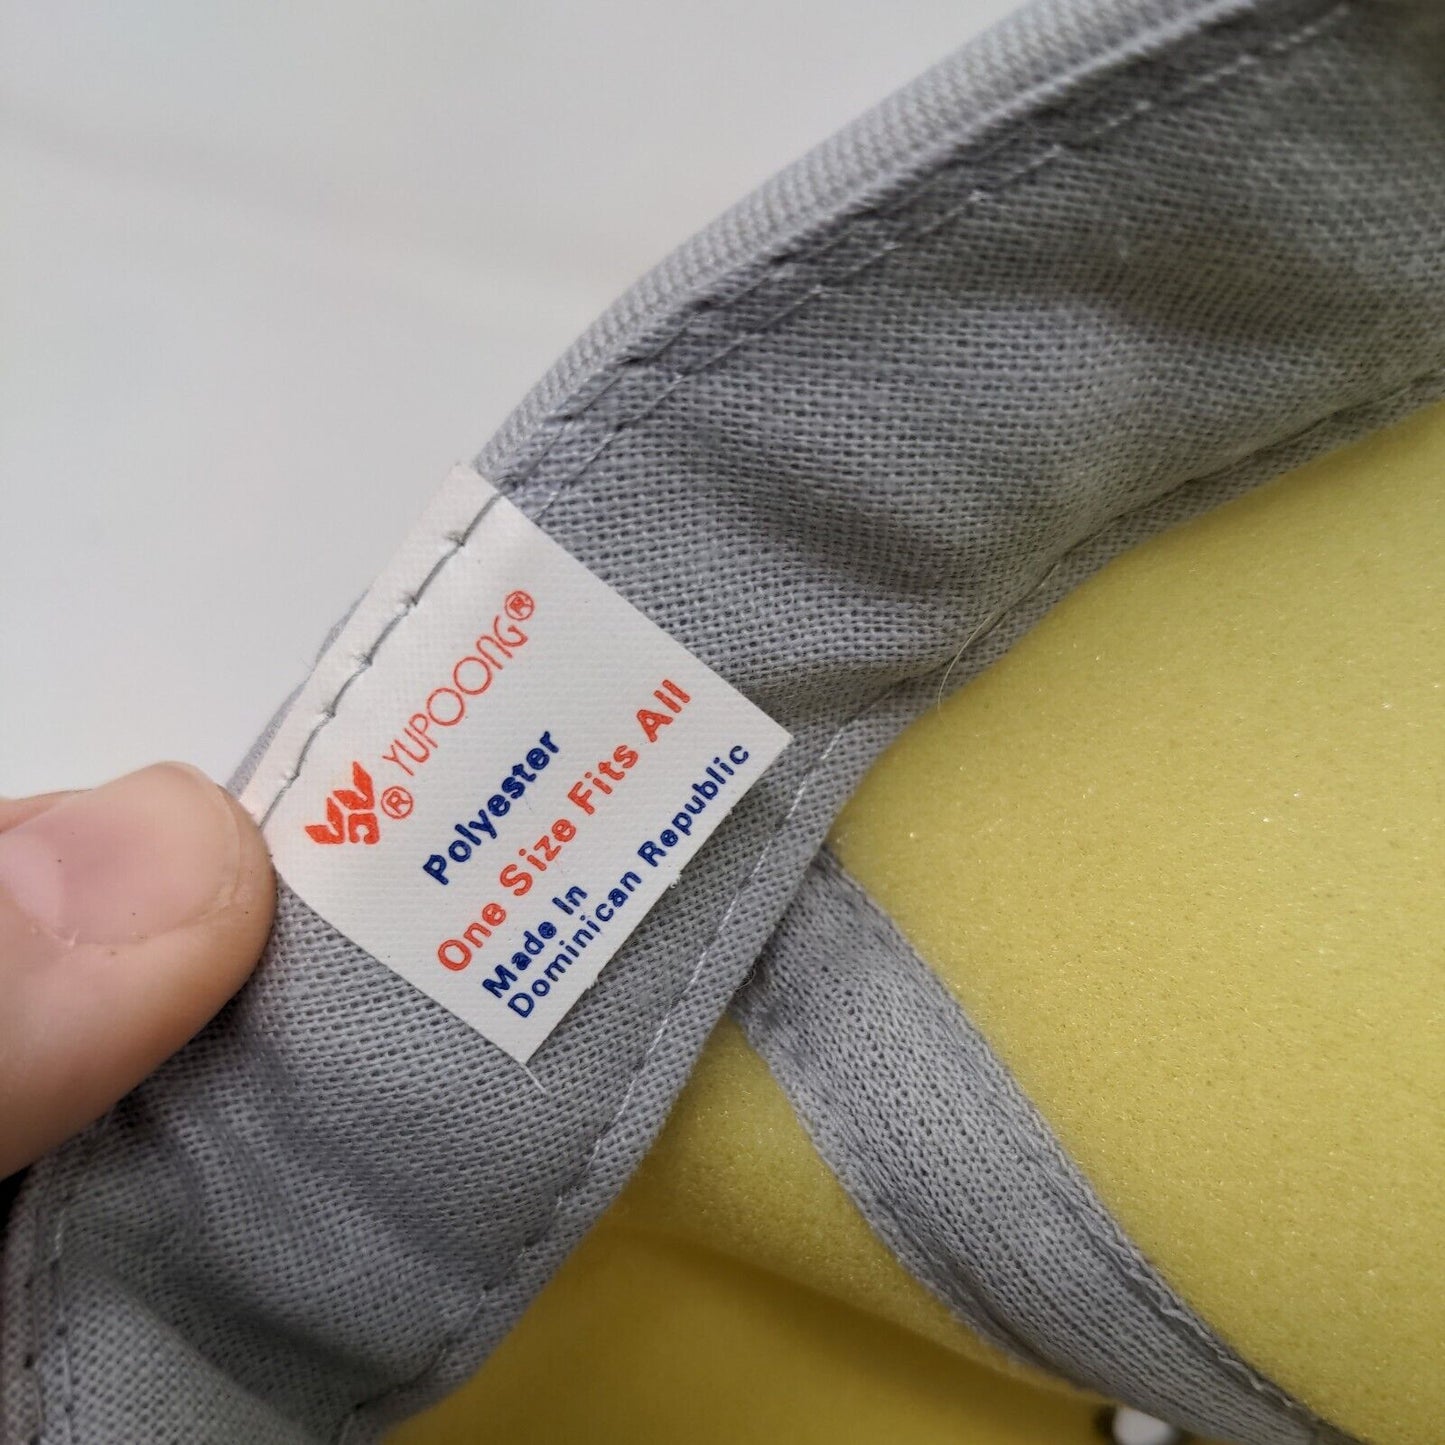 ® YUPOONG®
Polyester
One Size Fits All
Made In
Dominican Republic